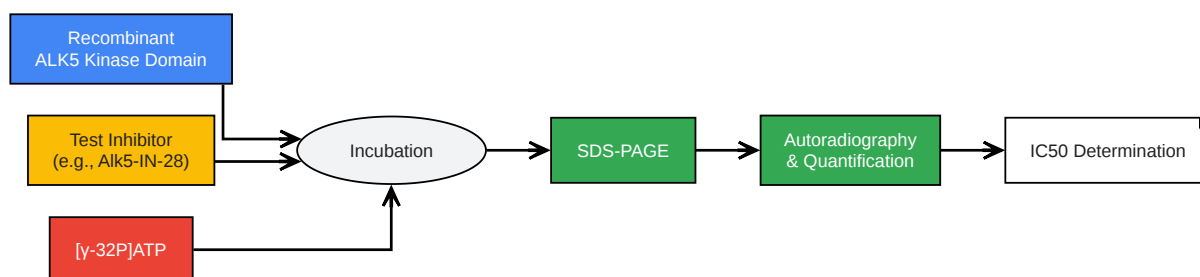 Recombinant
ALK5 Kinase Domain
Test Inhibitor
(e.g., Alk5-IN-28)
[γ-32P]ATP
Incubation
SDS-PAGE
Autoradiography
& Quantification
IC50 Determination